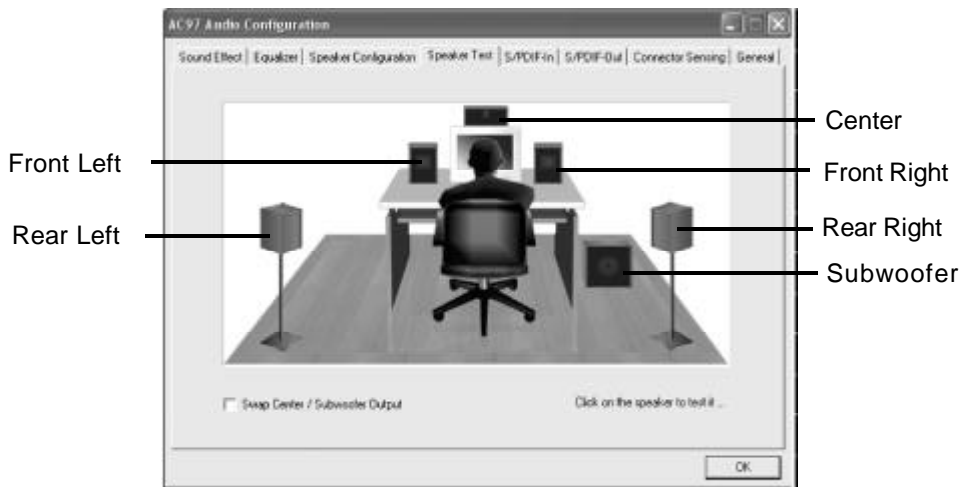 AC97 Audio Configuration
Sound Effect Equalizer Speaker Configuration Speaker Test S/PDIF-In S/PDIF-Out Connector Sensing General
Center
Front Left
Front Right
Rear Left
Rear Right
Subwoofer
Swap Center / Subwoofer Output
Click on the speaker to test it ...
OK